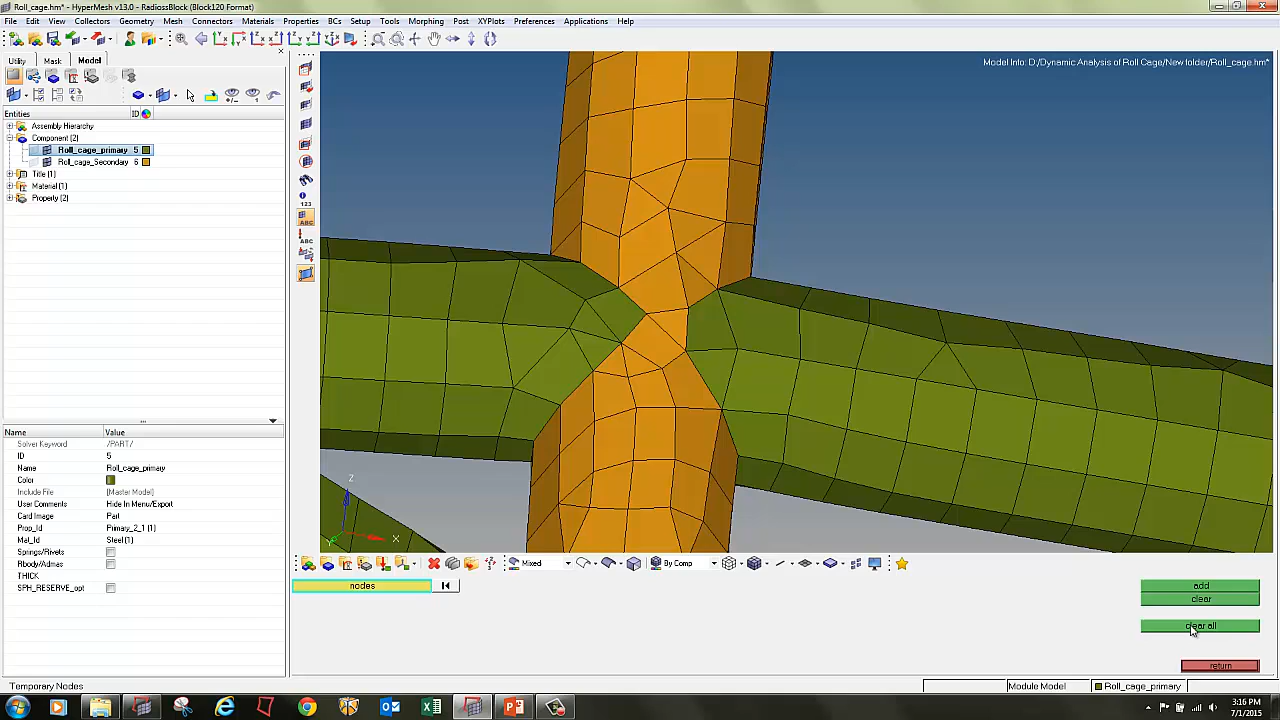 Roll_cage.hm* - HyperMesh v13.0 - RadiossBlock (Block120 Format)
File Edit View Collectors Geometry Mesh Connectors Materials Properties BCs Setup Tools Morphing Post XYPlots Preferences Applications Help
Utility Mask Model
Entities ID
Assembly Hierarchy
Component (2)
Roll_cage_primary 5
Roll_cage_Secondary 6
Title (1)
Material (1)
Property (2)
Model Info: D:/Dynamic Analysis of Roll Cage/New folder/Roll_cage.hm*
123
ABC
ABC
Z
X
Y
Name Value
Solver Keyword /PART/
ID 5
Name Roll_cage_primary
Color
Include File [Master Model]
User Comments Hide In Menu/Export
Card Image Part
Prop_Id Primary_2_1 (1)
Mat_Id Steel (1)
Springs/Rivets
Rbody/Admas
THICK
SPH_RESERVE_opt
Mixed By Comp
nodes
add
clear
clear all
return
Temporary Nodes Module Model Roll_cage_primary
3:16 PM
7/1/2015